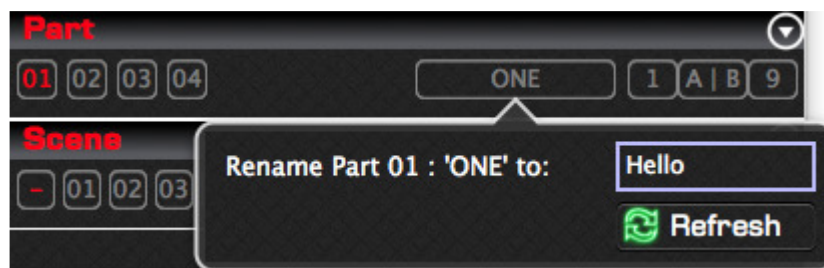 Part
01 02 03 04 ONE 1 A | B 9
Scene
- 01 02 03
Rename Part 01 : 'ONE' to: Hello
Refresh